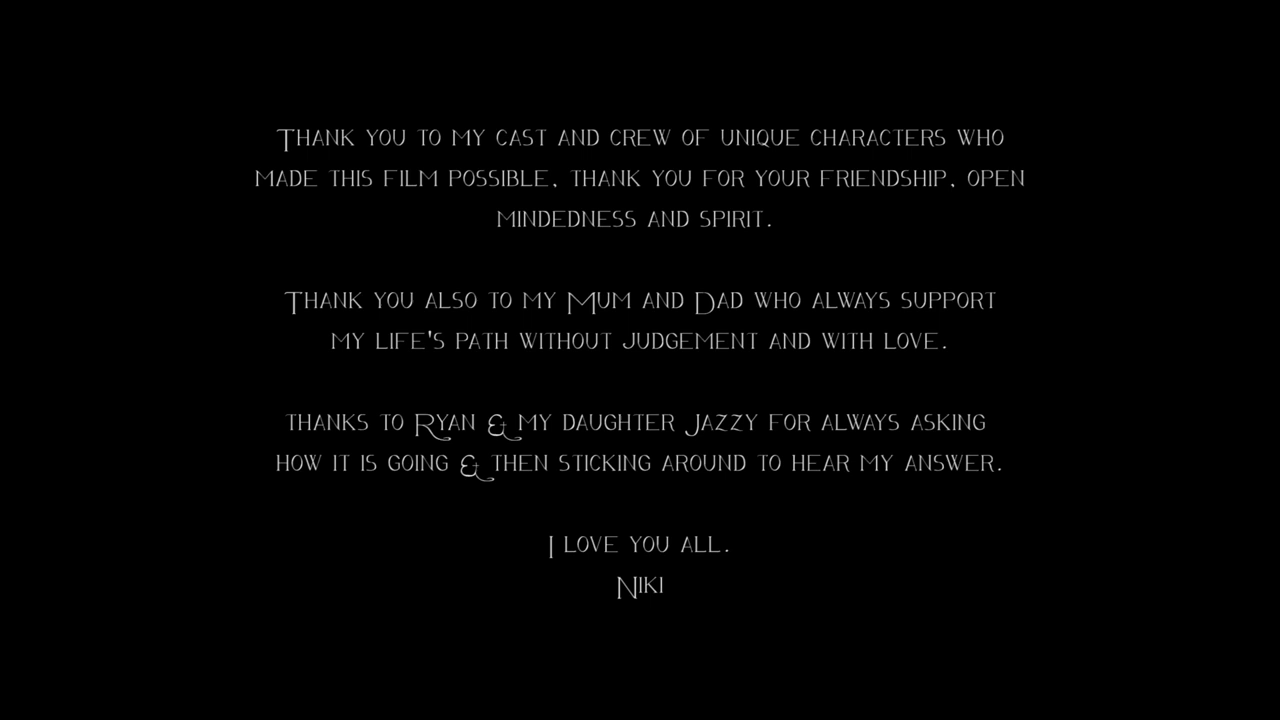 Thank you to my cast and crew of unique characters who
made this film possible, thank you for your friendship, open
mindedness and spirit.
Thank you also to my Mum and Dad who always support
my life's path without judgement and with love.
thanks to Ryan & my daughter Jazzy for always asking
how it is going & then sticking around to hear my answer.
I love you all.
Niki